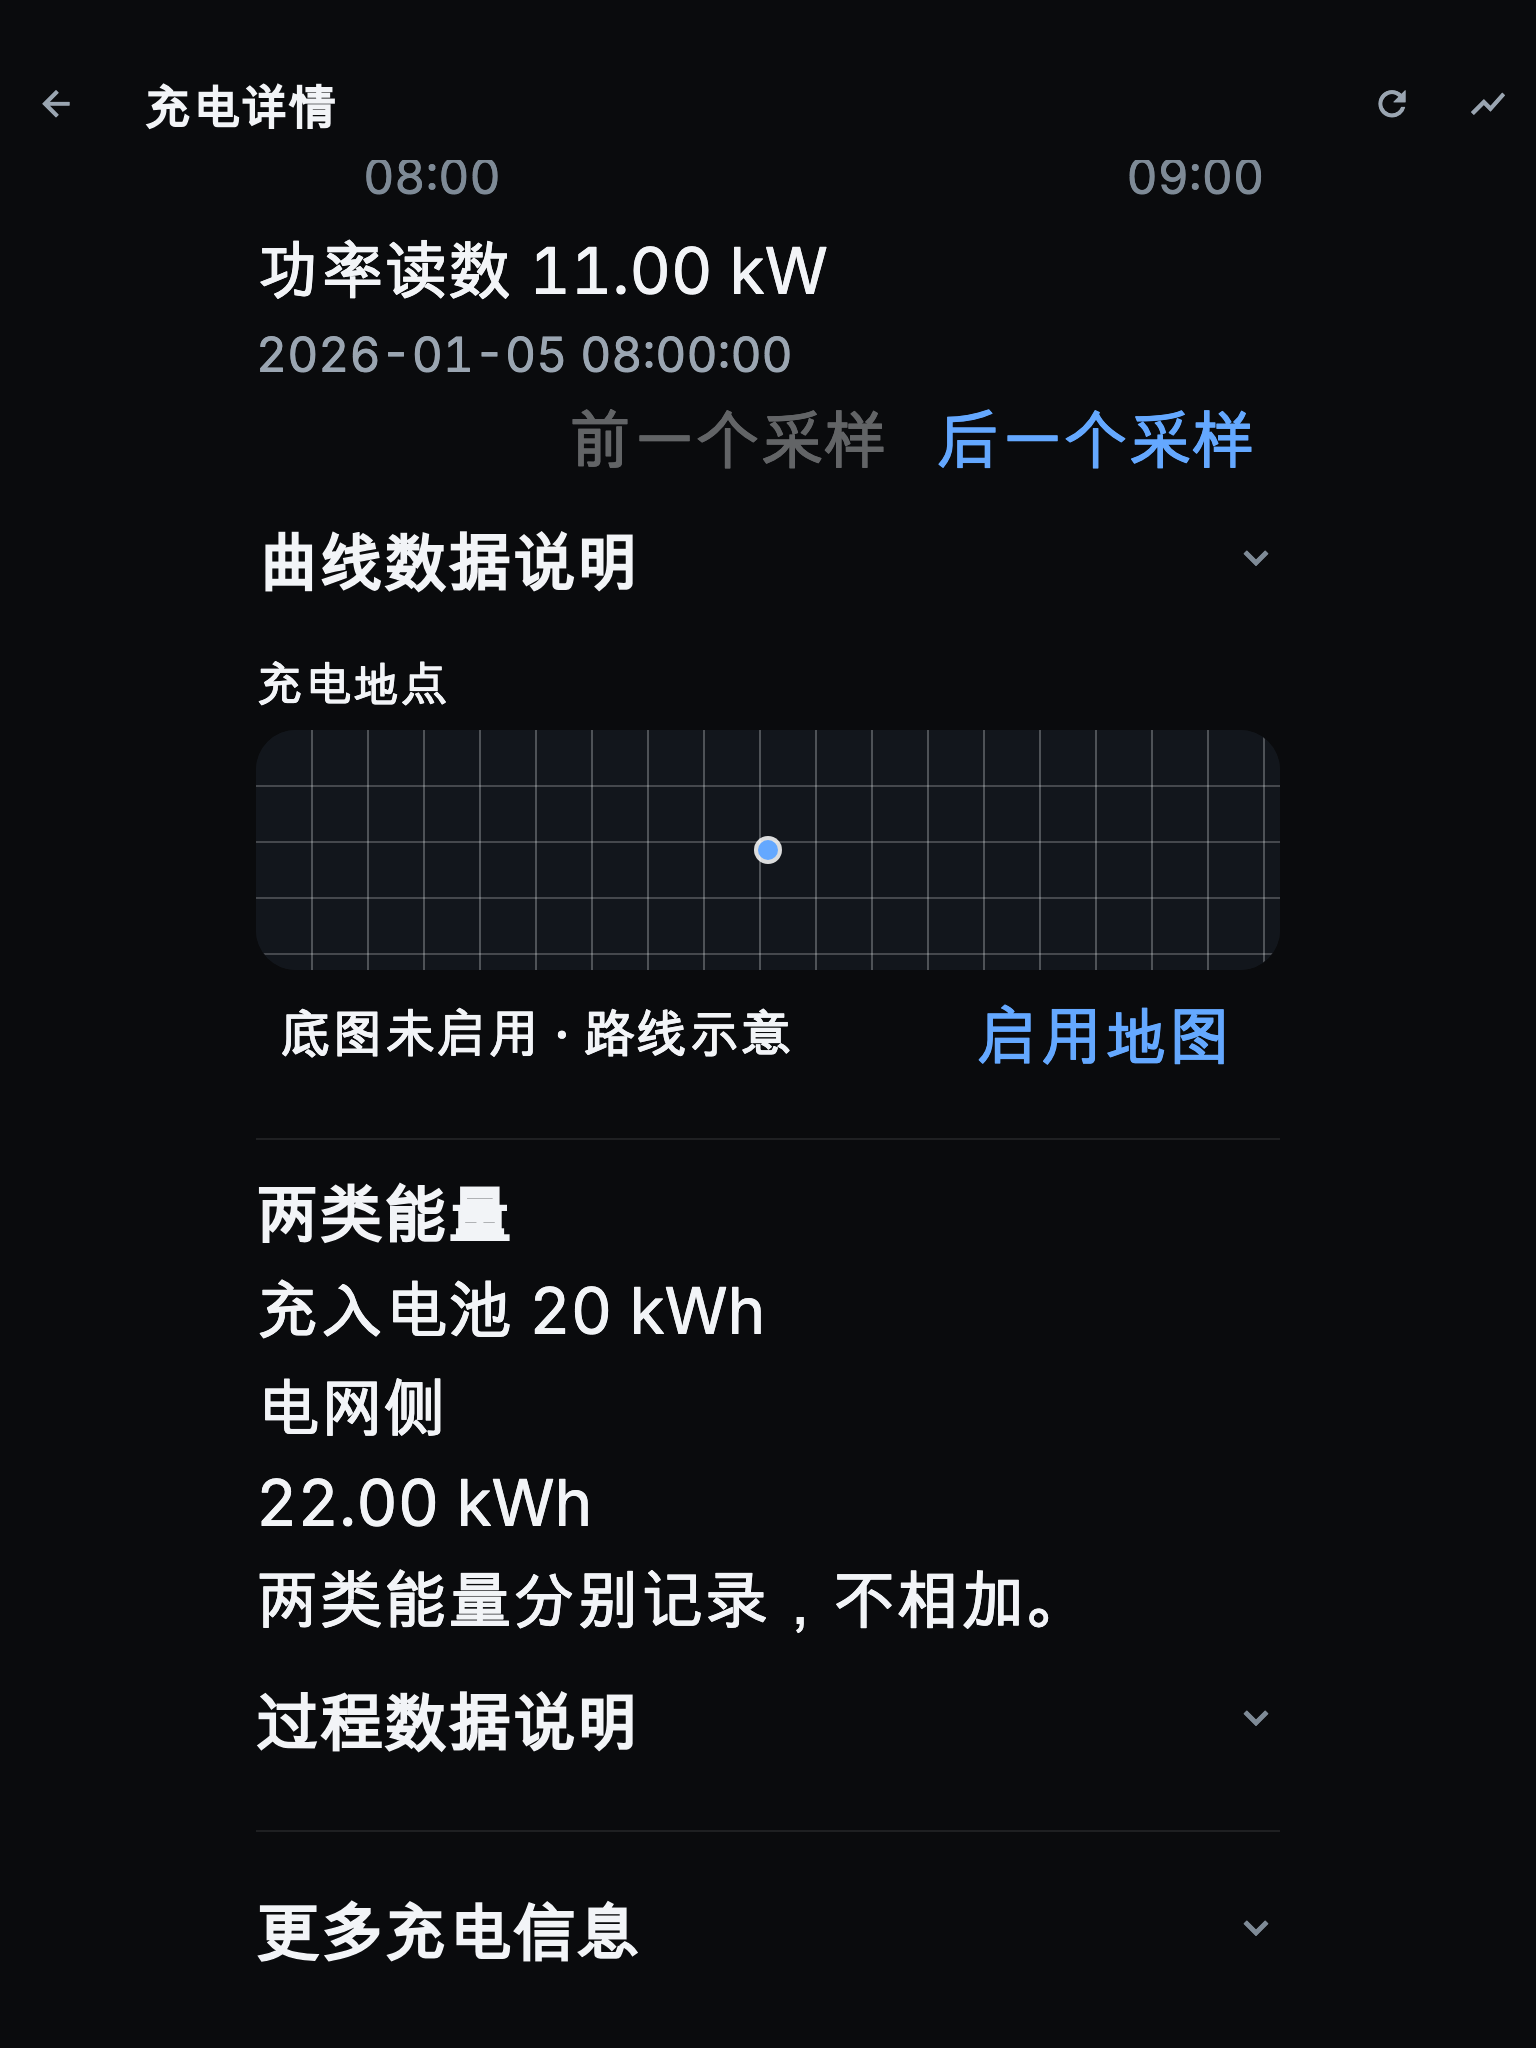 充电详情
08:00 09:00
功率读数 11.00 kW
2026-01-05 08:00:00
前一个采样 后一个采样
曲线数据说明
充电地点
底图未启用 · 路线示意 启用地图
两类能量
充入电池 20 kWh
电网侧
22.00 kWh
两类能量分别记录，不相加。
过程数据说明
更多充电信息